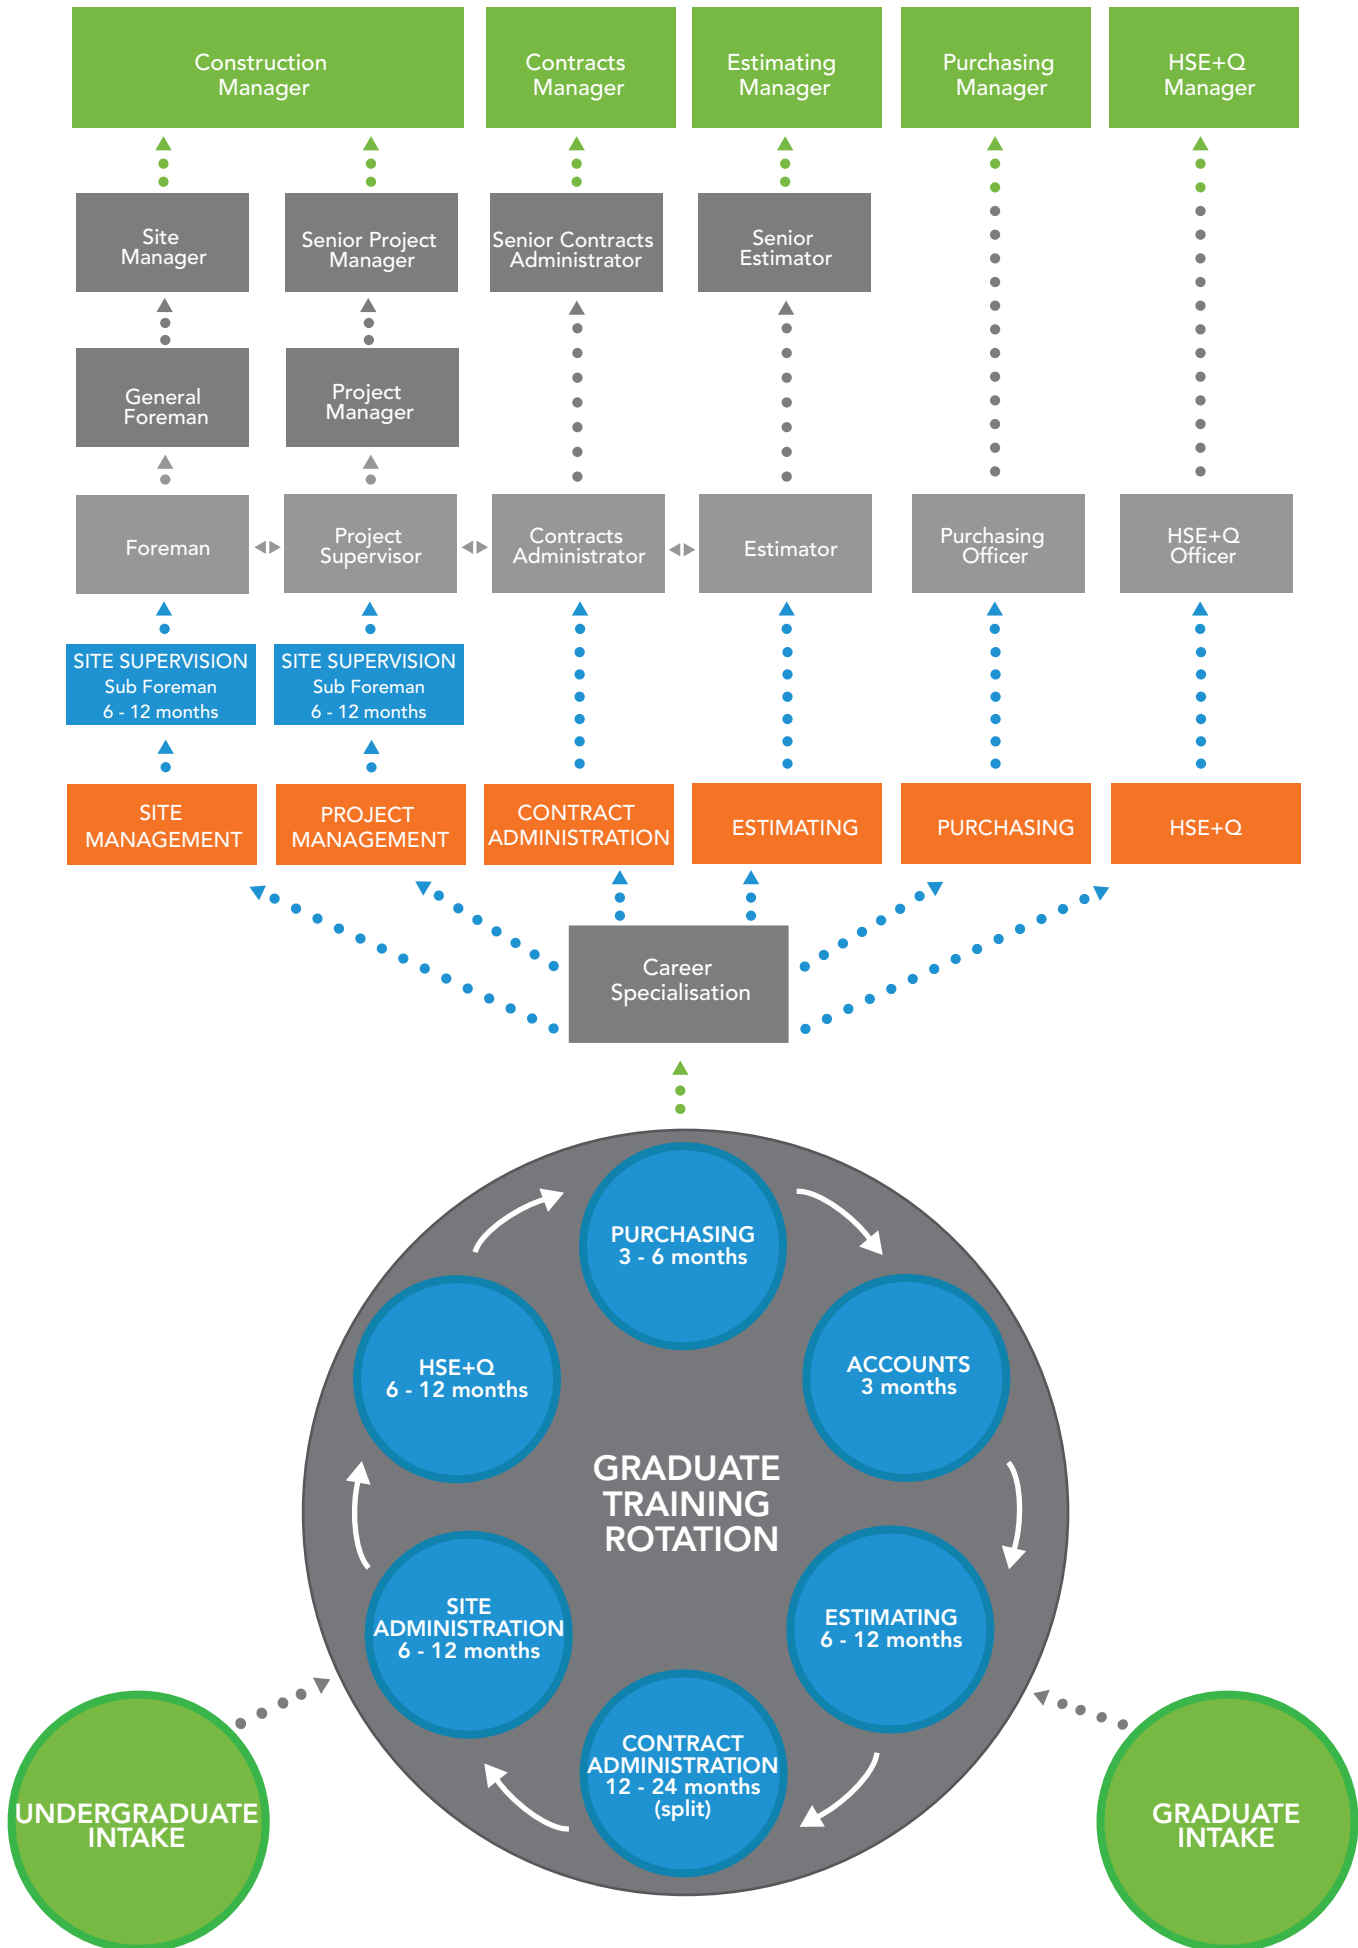 Construction
Manager
Contracts
Manager
Estimating
Manager
Purchasing
Manager
HSE+Q
Manager
Site
Manager
Senior Project
Manager
Senior Contracts
Administrator
Senior
Estimator
General
Foreman
Project
Manager
Foreman
Project
Supervisor
Contracts
Administrator
Estimator
Purchasing
Officer
HSE+Q
Officer
SITE SUPERVISION
Sub Foreman
6 - 12 months
SITE SUPERVISION
Sub Foreman
6 - 12 months
SITE
MANAGEMENT
PROJECT
MANAGEMENT
CONTRACT
ADMINISTRATION
ESTIMATING
PURCHASING
HSE+Q
Career
Specialisation
PURCHASING
3 - 6 months
HSE+Q
6 - 12 months
ACCOUNTS
3 months
GRADUATE
TRAINING
ROTATION
SITE
ADMINISTRATION
6 - 12 months
ESTIMATING
6 - 12 months
CONTRACT
ADMINISTRATION
12 - 24 months
(split)
UNDERGRADUATE
INTAKE
GRADUATE
INTAKE